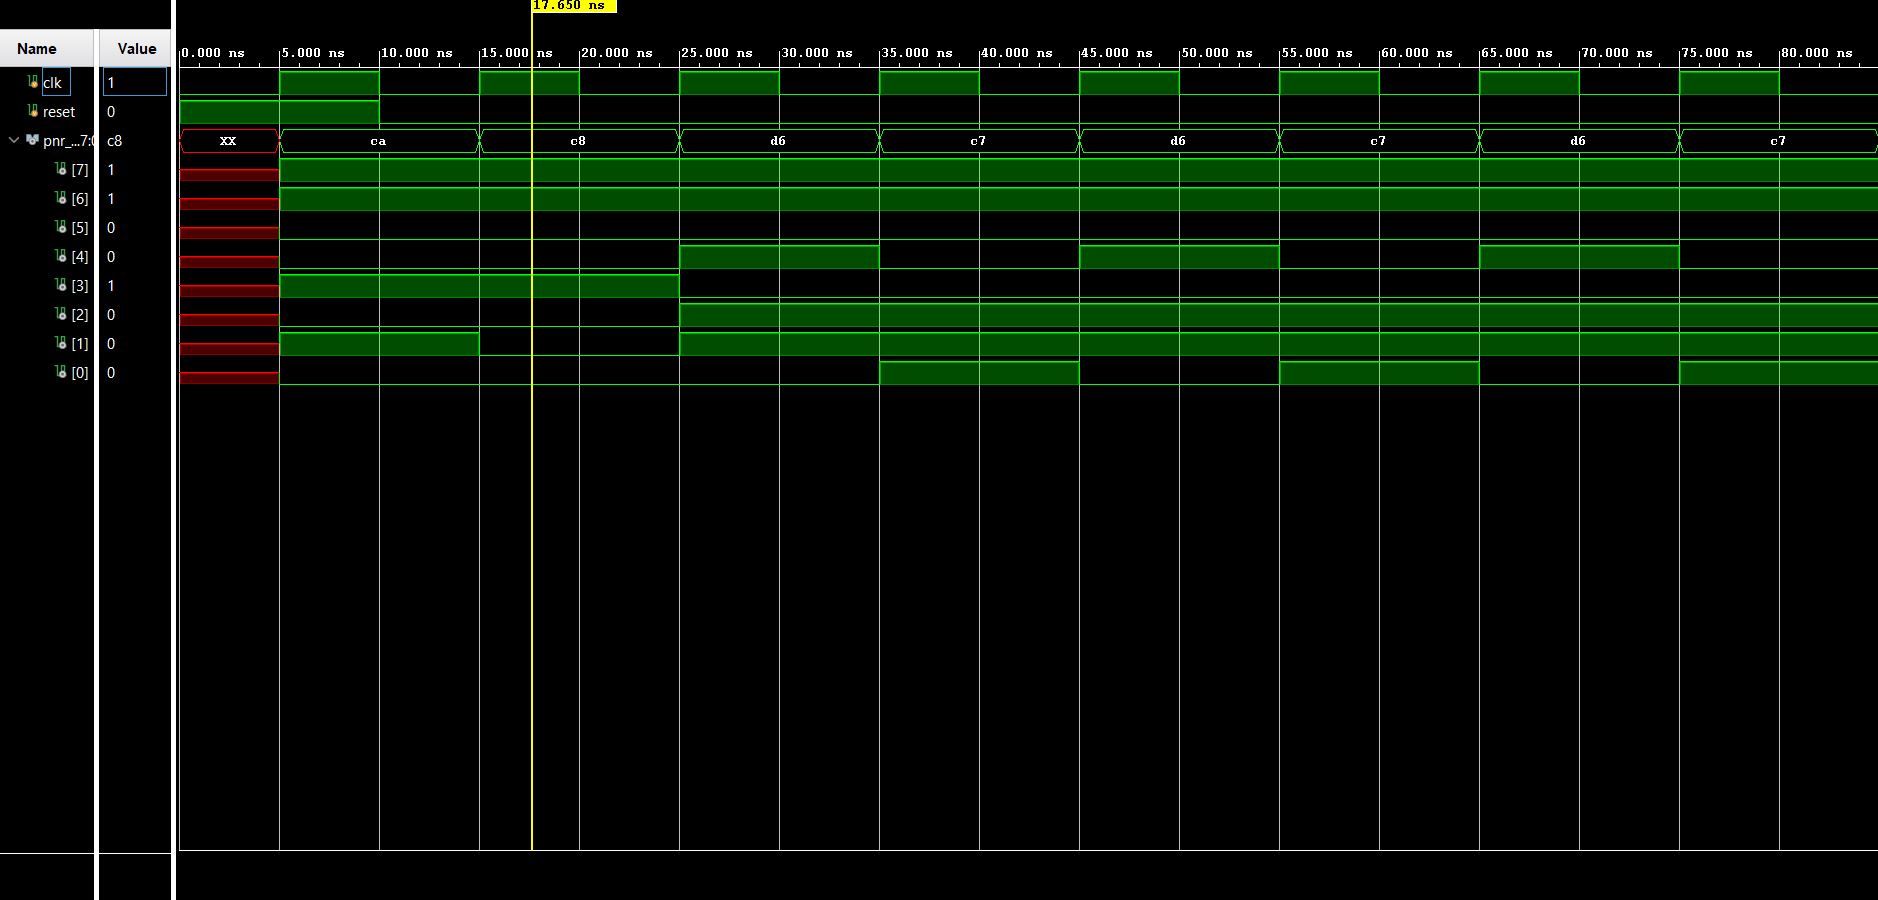 17.650 ns
Name Value
0.000 ns 5.000 ns 10.000 ns 15.000 ns 20.000 ns 25.000 ns 30.000 ns 35.000 ns 40.000 ns 45.000 ns 50.000 ns 55.000 ns 60.000 ns 65.000 ns 70.000 ns 75.000 ns 80.000 ns
clk 1
reset 0
pnr_...7:0 c8 XX ca c8 d6 c7 d6 c7 d6 c7
[7] 1
[6] 1
[5] 0
[4] 0
[3] 1
[2] 0
[1] 0
[0] 0